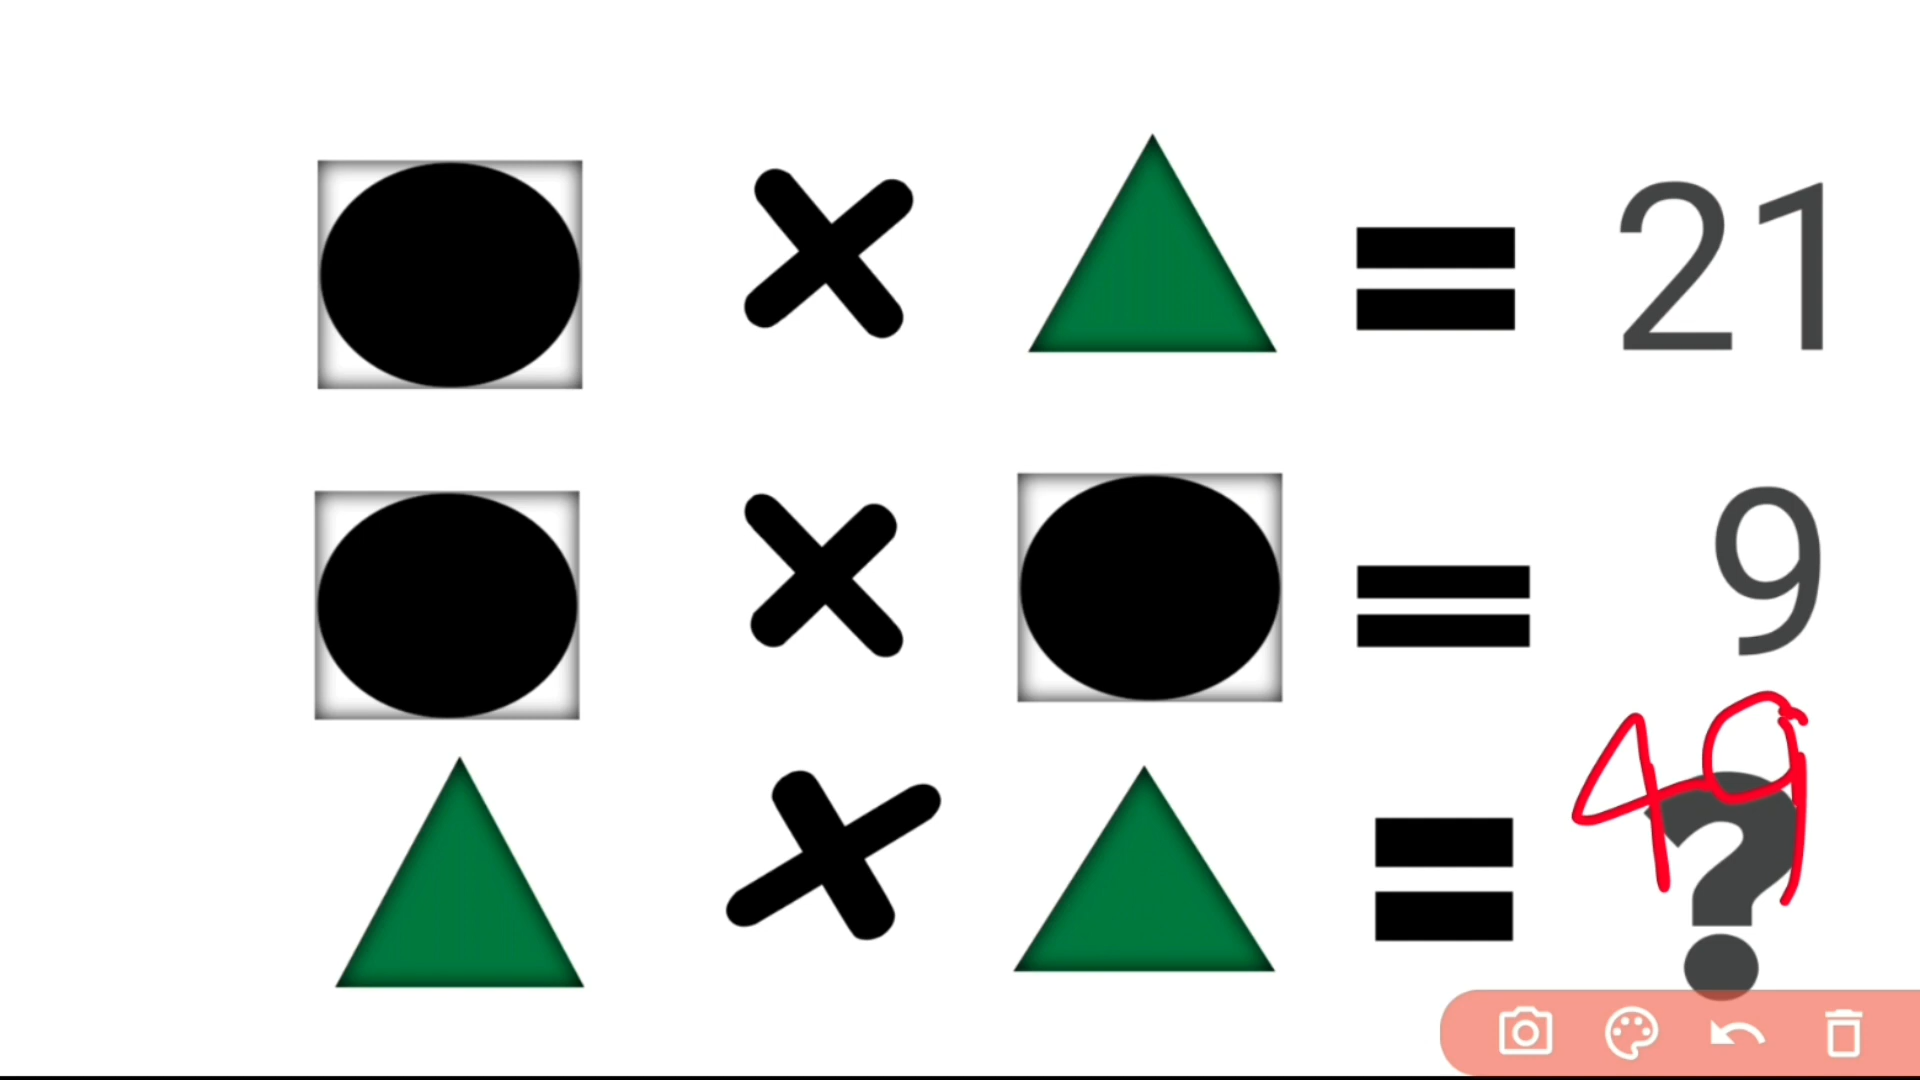 = 21
= 9
= ?
49